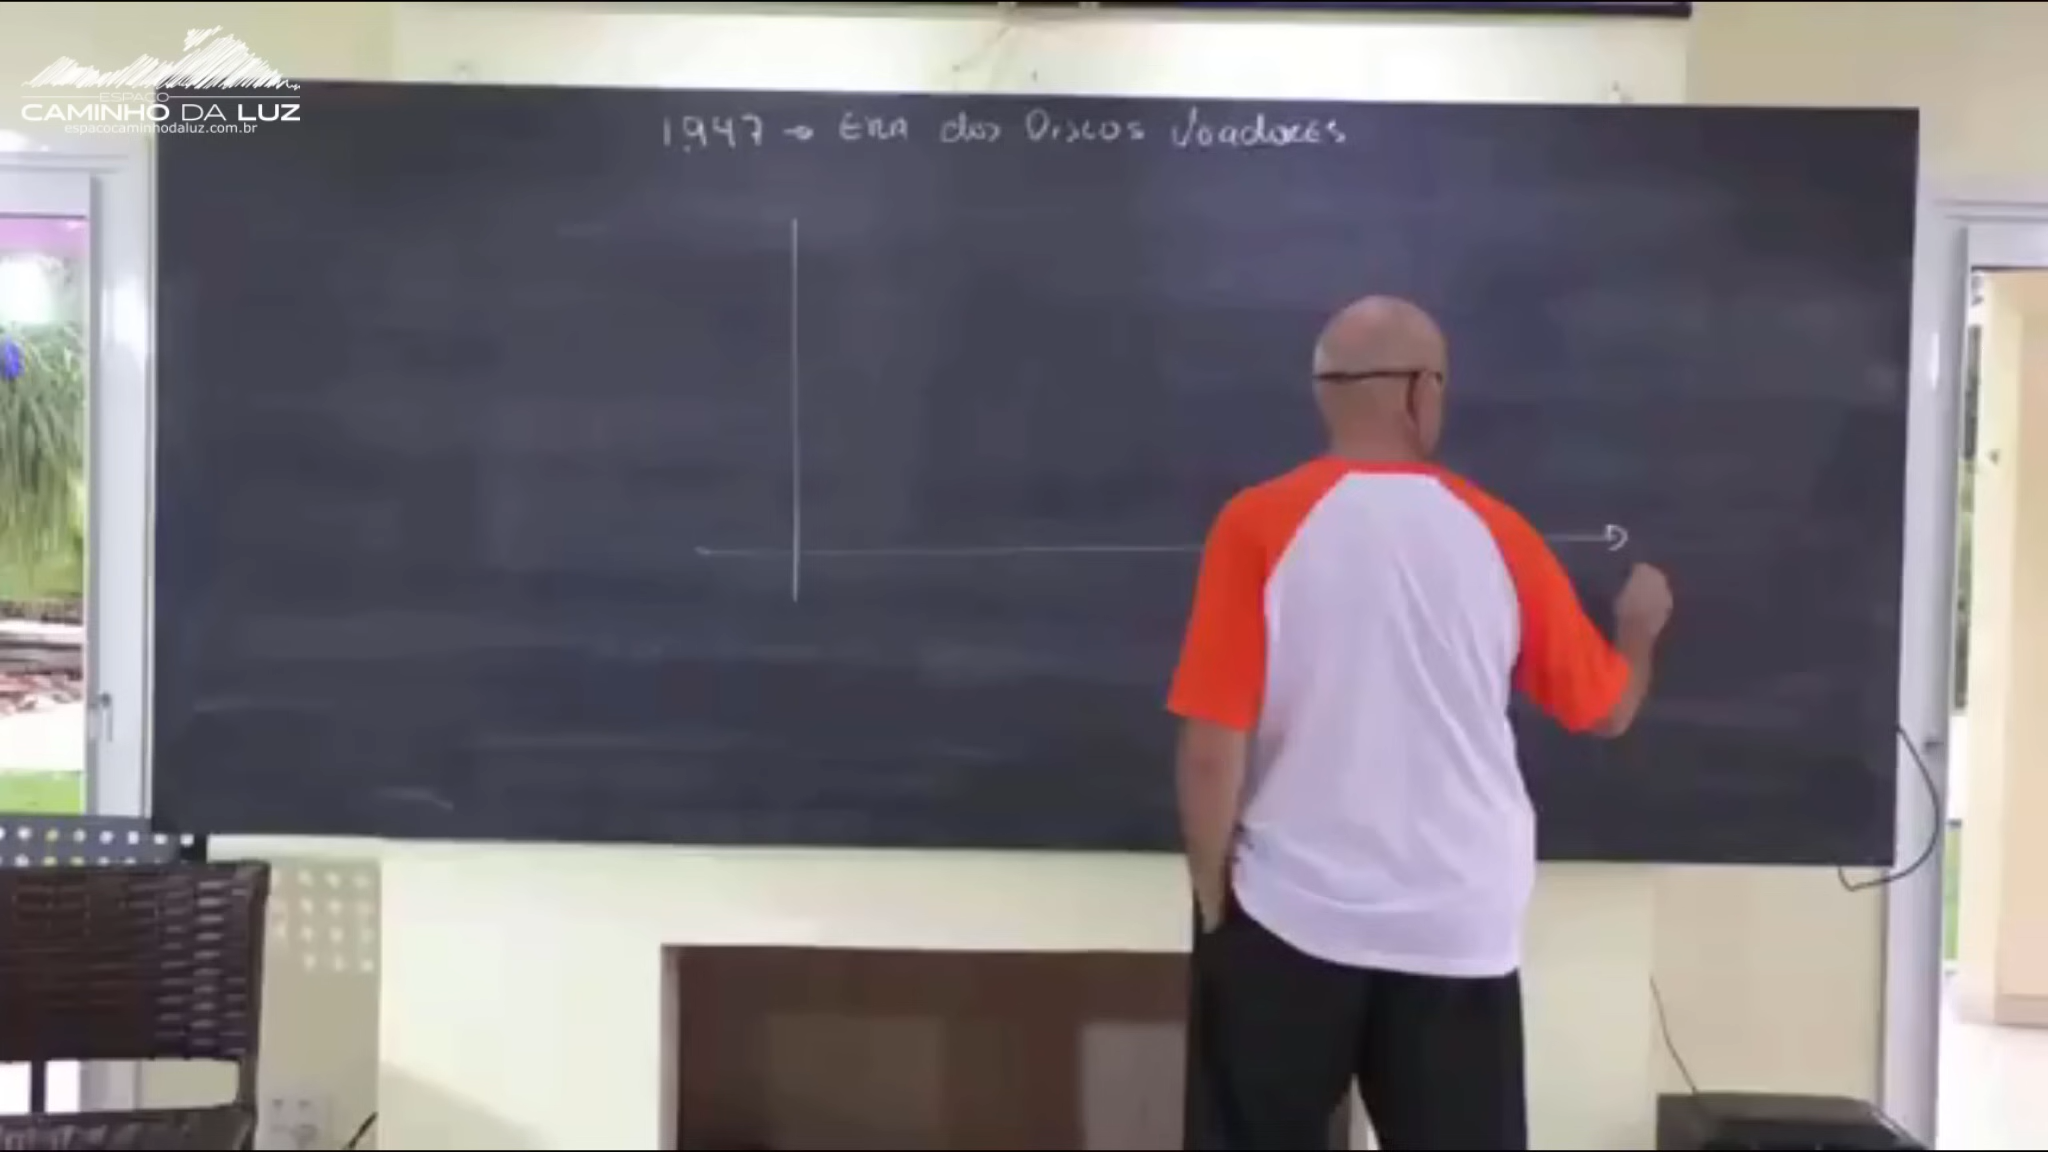 ESPAÇO
CAMINHO DA LUZ
espacocaminhodaluz.com.br
1947 → ERA dos Discos Voadores